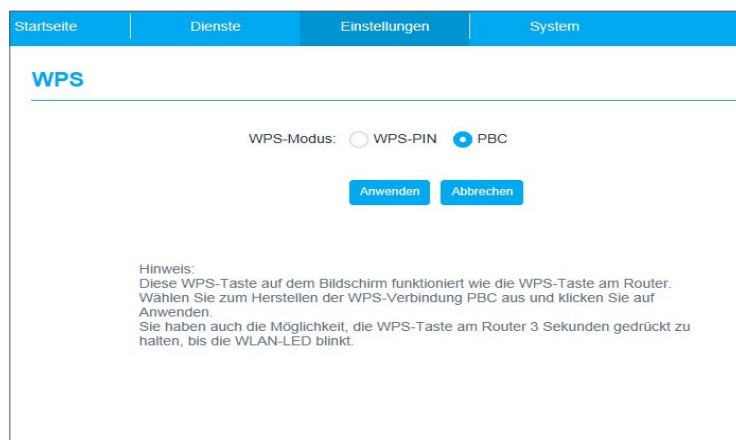 Startseite Dienste Einstellungen System
WPS
WPS-Modus: WPS-PIN PBC
Anwenden Abbrechen
Hinweis:
Diese WPS-Taste auf dem Bildschirm funktioniert wie die WPS-Taste am Router.
Wählen Sie zum Herstellen der WPS-Verbindung PBC aus und klicken Sie auf
Anwenden.
Sie haben auch die Möglichkeit, die WPS-Taste am Router 3 Sekunden gedrückt zu
halten, bis die WLAN-LED blinkt.